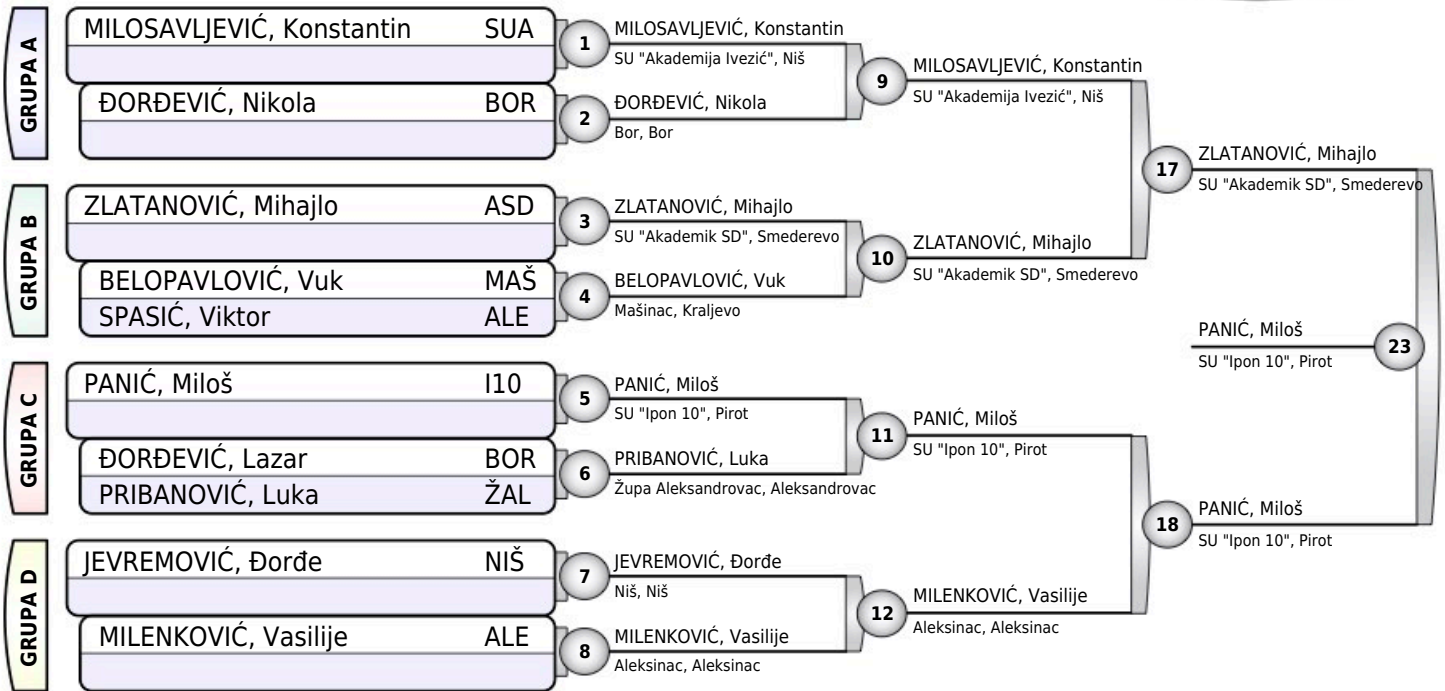 GRUPA A
MILOSAVLJEVIĆ, Konstantin SUA
ĐORĐEVIĆ, Nikola BOR
GRUPA B
ZLATANOVIĆ, Mihajlo ASD
BELOPAVLOVIĆ, Vuk MAŠ
SPASIĆ, Viktor ALE
GRUPA C
PANIĆ, Miloš I10
ĐORĐEVIĆ, Lazar BOR
PRIBANOVIĆ, Luka ŽAL
GRUPA D
JEVREMOVIĆ, Đorđe NIŠ
MILENKOVIĆ, Vasilije ALE
1
MILOSAVLJEVIĆ, Konstantin
SU "Akademija Ivezić", Niš
2
ĐORĐEVIĆ, Nikola
Bor, Bor
3
ZLATANOVIĆ, Mihajlo
SU "Akademik SD", Smederevo
4
BELOPAVLOVIĆ, Vuk
Mašinac, Kraljevo
5
PANIĆ, Miloš
SU "Ipon 10", Pirot
6
PRIBANOVIĆ, Luka
Župa Aleksandrovac, Aleksandrovac
7
JEVREMOVIĆ, Đorđe
Niš, Niš
8
MILENKOVIĆ, Vasilije
Aleksinac, Aleksinac
9
MILOSAVLJEVIĆ, Konstantin
SU "Akademija Ivezić", Niš
10
ZLATANOVIĆ, Mihajlo
SU "Akademik SD", Smederevo
11
PANIĆ, Miloš
SU "Ipon 10", Pirot
12
MILENKOVIĆ, Vasilije
Aleksinac, Aleksinac
17
ZLATANOVIĆ, Mihajlo
SU "Akademik SD", Smederevo
18
PANIĆ, Miloš
SU "Ipon 10", Pirot
PANIĆ, Miloš
SU "Ipon 10", Pirot
23